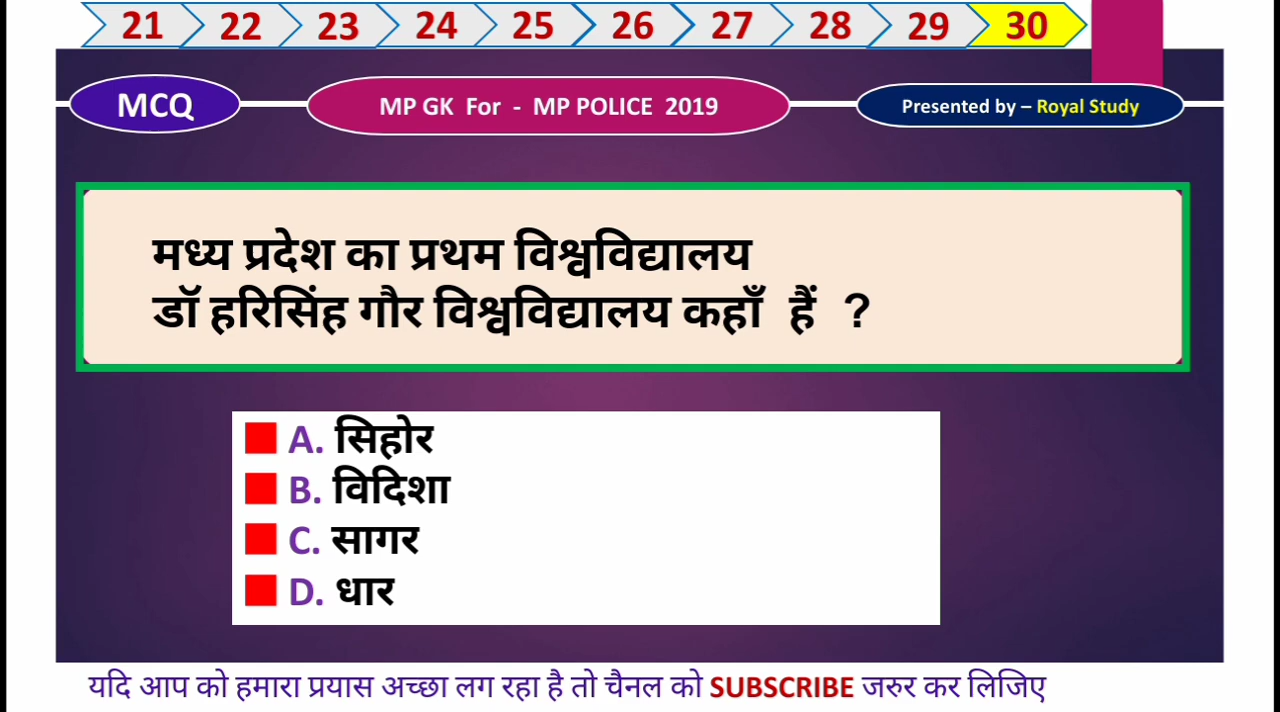 21 22 23 24 25 26 27 28 29 30
MCQ MP GK For - MP POLICE 2019 Presented by – Royal Study
मध्य प्रदेश का प्रथम विश्वविद्यालय
डॉ हरिसिंह गौर विश्वविद्यालय कहाँ हैं ?
A. सिहोर
B. विदिशा
C. सागर
D. धार
यदि आप को हमारा प्रयास अच्छा लग रहा है तो चैनल को SUBSCRIBE जरुर कर लिजिए